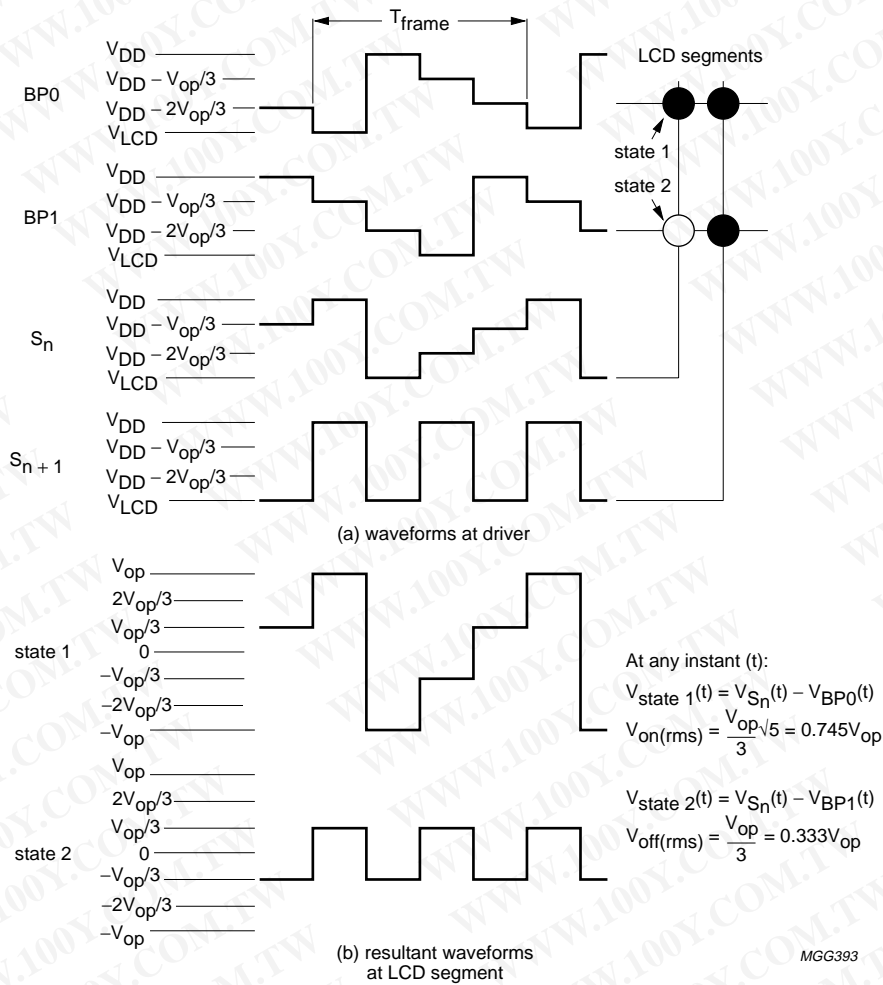 T frame
LCD segments
BP0
VDD
VDD – Vop/3
VDD – 2Vop/3
VLCD
state 1
state 2
BP1
VDD
VDD – Vop/3
VDD – 2Vop/3
VLCD
Sn
VDD
VDD – Vop/3
VDD – 2Vop/3
VLCD
Sn + 1
VDD
VDD – Vop/3
VDD – 2Vop/3
VLCD
(a) waveforms at driver
state 1
Vop
2Vop/3
Vop/3
0
–Vop/3
–2Vop/3
–Vop
At any instant (t):
Vstate 1(t) = VSn(t) – VBP0(t)
Von(rms) = Vop/3 √5 = 0.745Vop
state 2
Vop
2Vop/3
Vop/3
0
–Vop/3
–2Vop/3
–Vop
Vstate 2(t) = VSn(t) – VBP1(t)
Voff(rms) = Vop/3 = 0.333Vop
(b) resultant waveforms
at LCD segment
MGG393
WWW.100Y.COM.TW